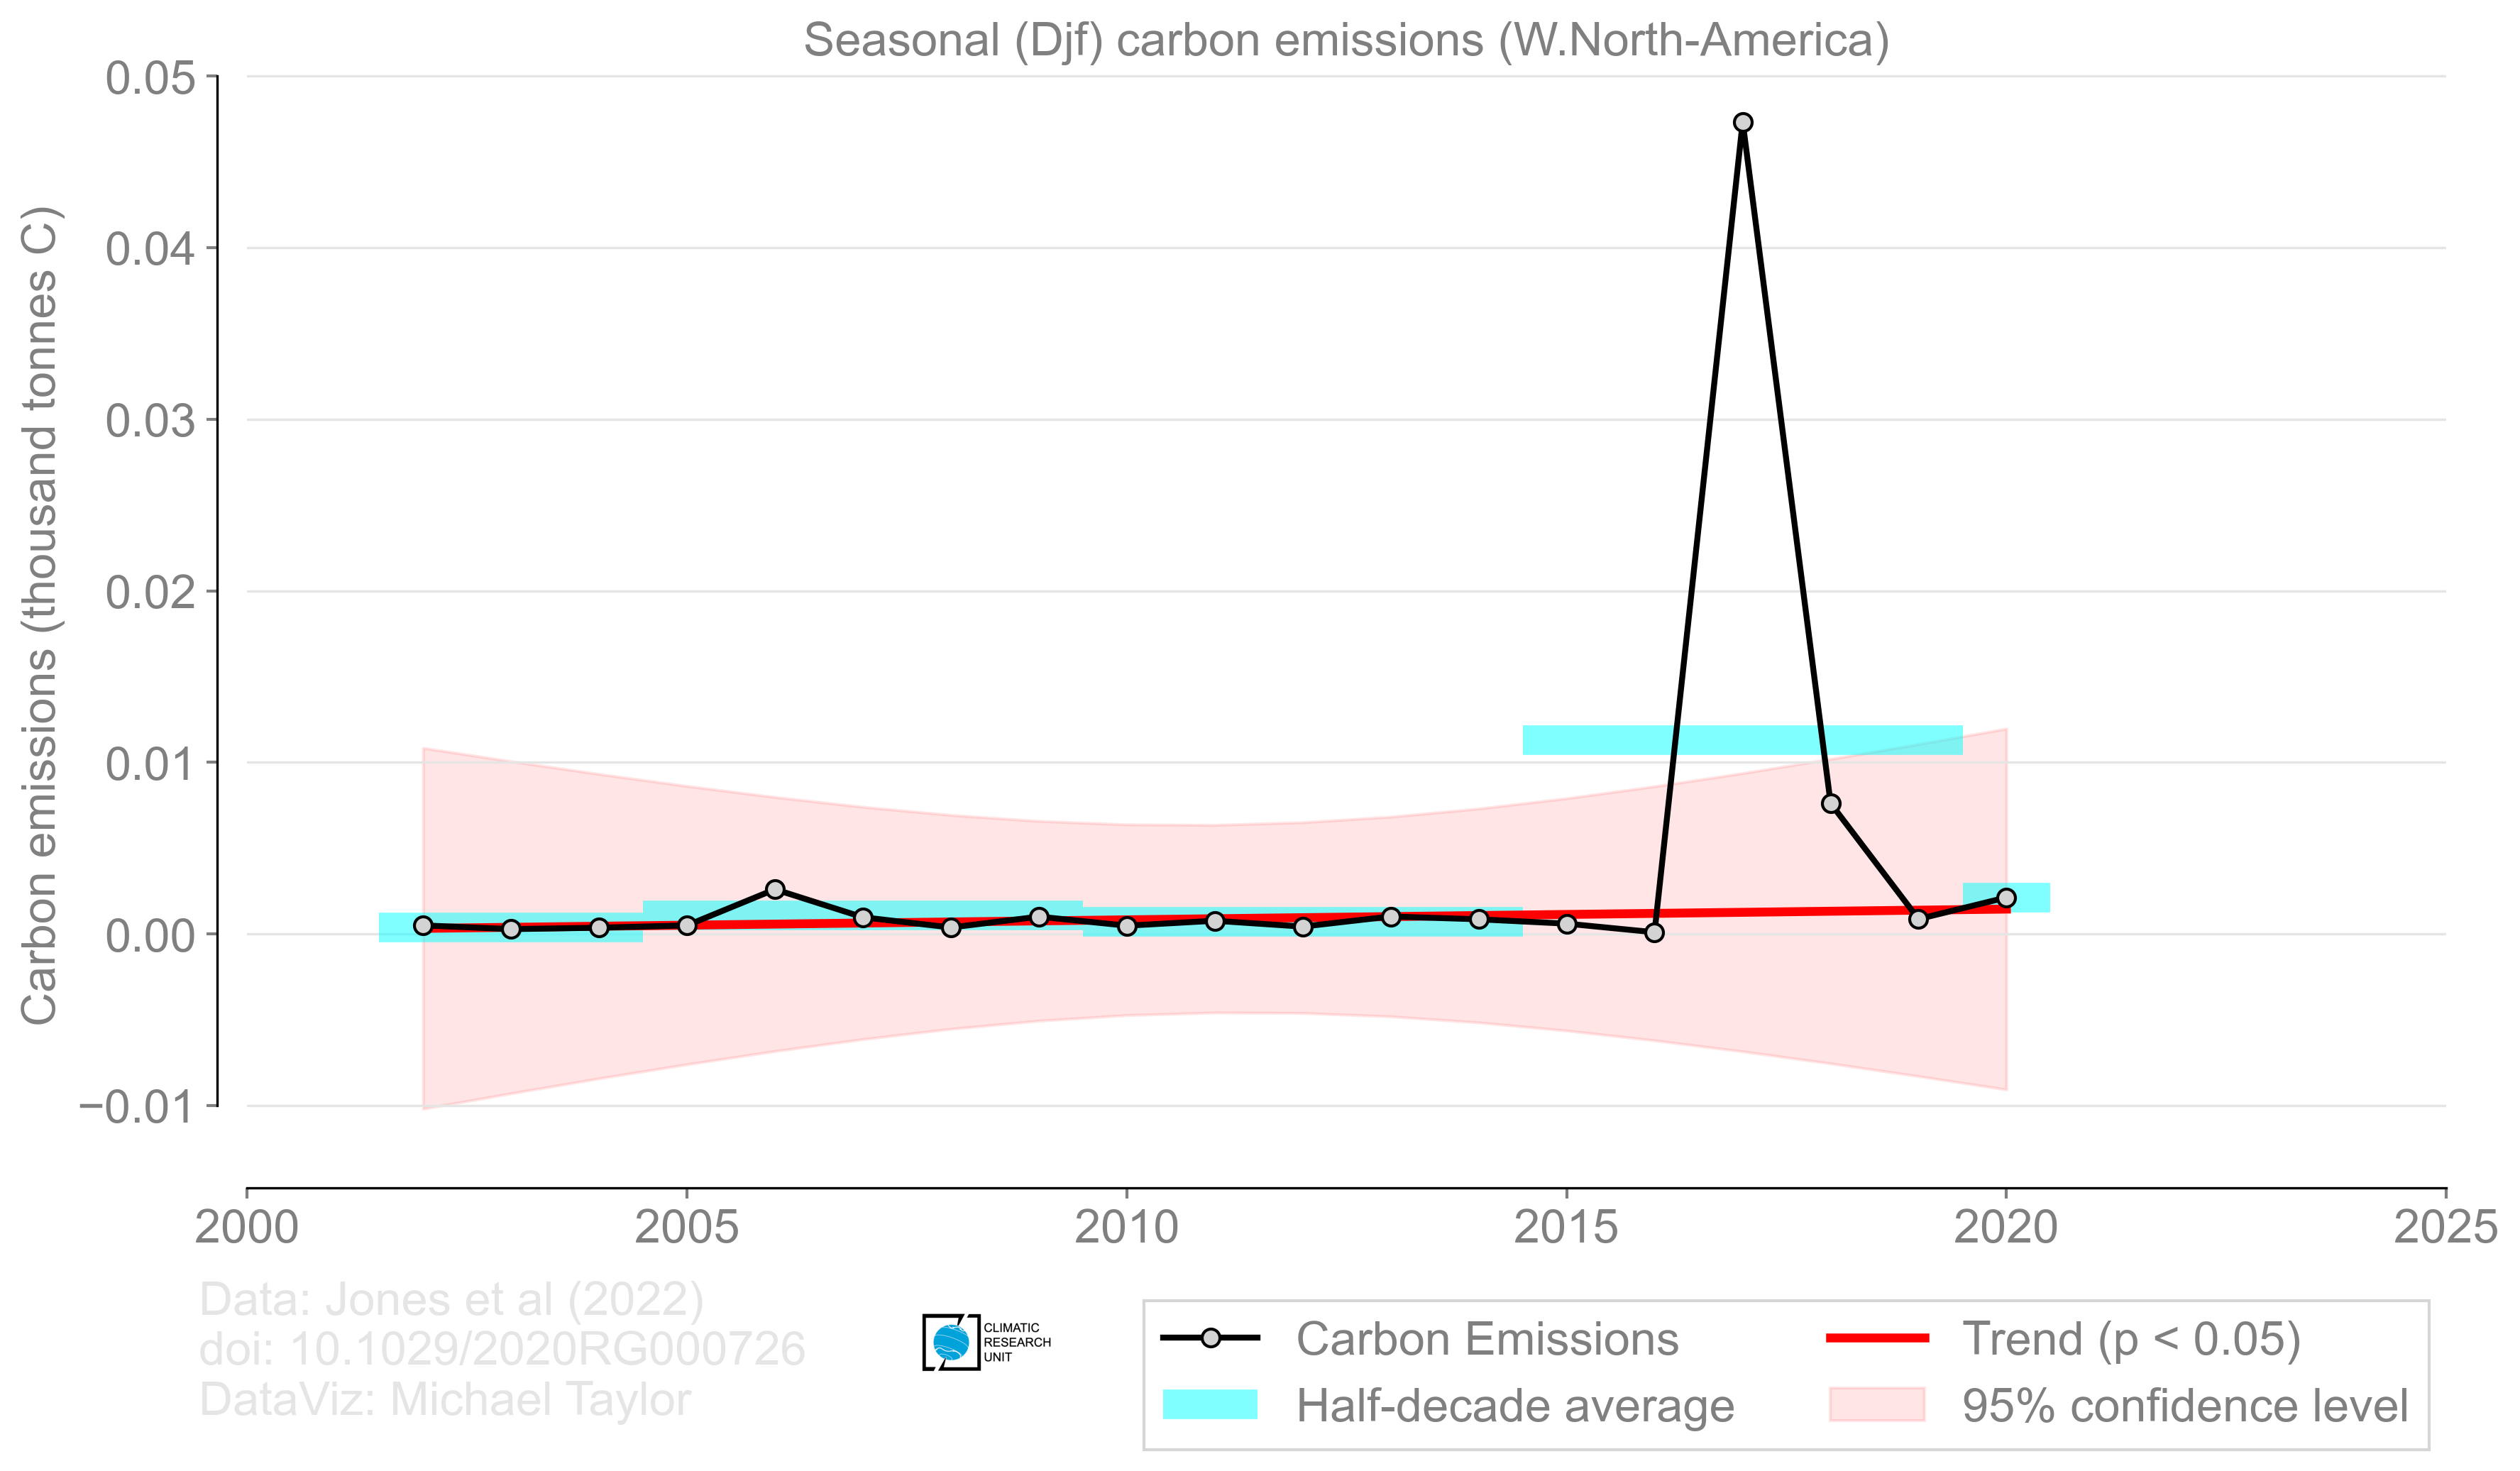 Seasonal (Djf) carbon emissions (W.North-America)
Carbon emissions (thousand tonnes C)
0.05
0.04
0.03
0.02
0.01
0.00
−0.01
2000 2005 2010 2015 2020 2025
Data: Jones et al (2022)
doi: 10.1029/2020RG000726
DataViz: Michael Taylor
CLIMATIC
RESEARCH
UNIT
Carbon Emissions
Half-decade average
Trend (p < 0.05)
95% confidence level